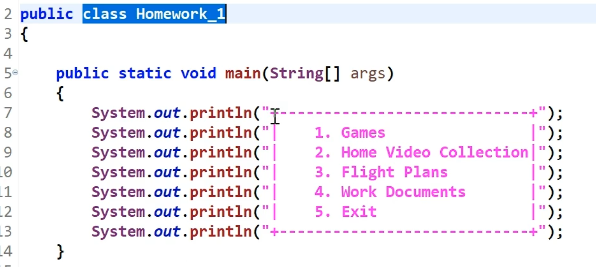 2 public class Homework_1
3 {
4
5 public static void main(String[] args)
6 {
7 System.out.println("+----------------------------+");
8 System.out.println("|    1. Games                |");
9 System.out.println("|    2. Home Video Collection|");
10 System.out.println("|    3. Flight Plans         |");
11 System.out.println("|    4. Work Documents       |");
12 System.out.println("|    5. Exit                 |");
13 System.out.println("+----------------------------+");
14 }